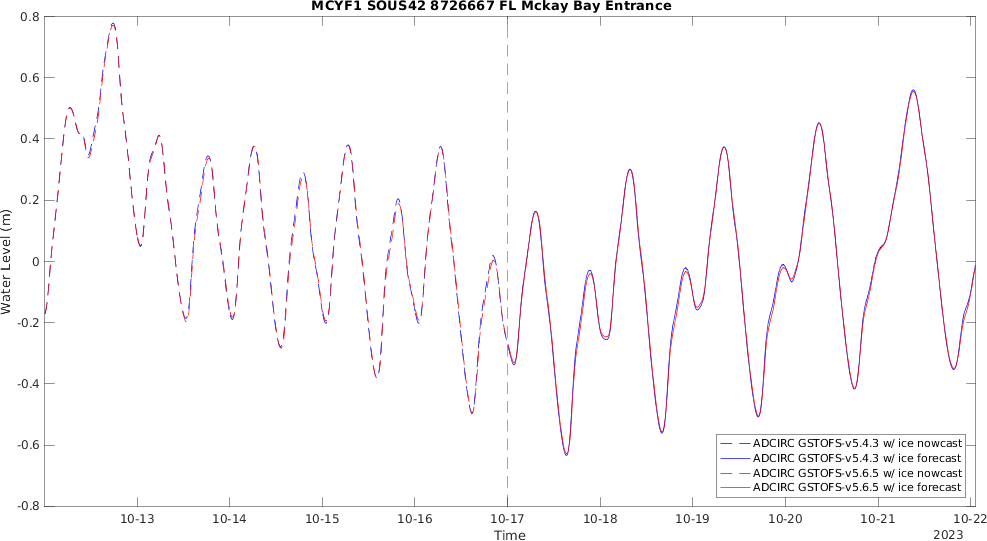 MCYF1 SOUS42 8726667 FL Mckay Bay Entrance
Water Level (m)
0.8
0.6
0.4
0.2
0
-0.2
-0.4
-0.6
-0.8
ADCIRC GSTOFS-v5.4.3 w/ ice nowcast
ADCIRC GSTOFS-v5.4.3 w/ ice forecast
ADCIRC GSTOFS-v5.6.5 w/ ice nowcast
ADCIRC GSTOFS-v5.6.5 w/ ice forecast
10-13 10-14 10-15 10-16 10-17 10-18 10-19 10-20 10-21 10-22
Time
2023